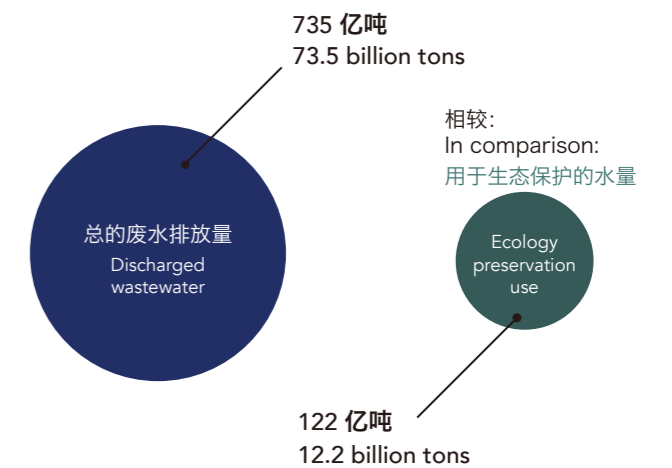 735 亿吨
73.5 billion tons
相较：
In comparison:
用于生态保护的水量
总的废水排放量
Discharged
wastewater
Ecology
preservation
use
122 亿吨
12.2 billion tons